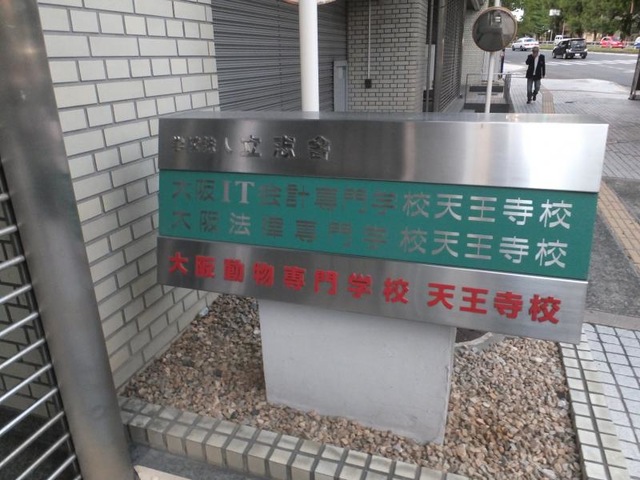 学校法人 立志舎
大阪IT会計専門学校天王寺校
大阪法律専門学校天王寺校
大阪動物専門学校 天王寺校